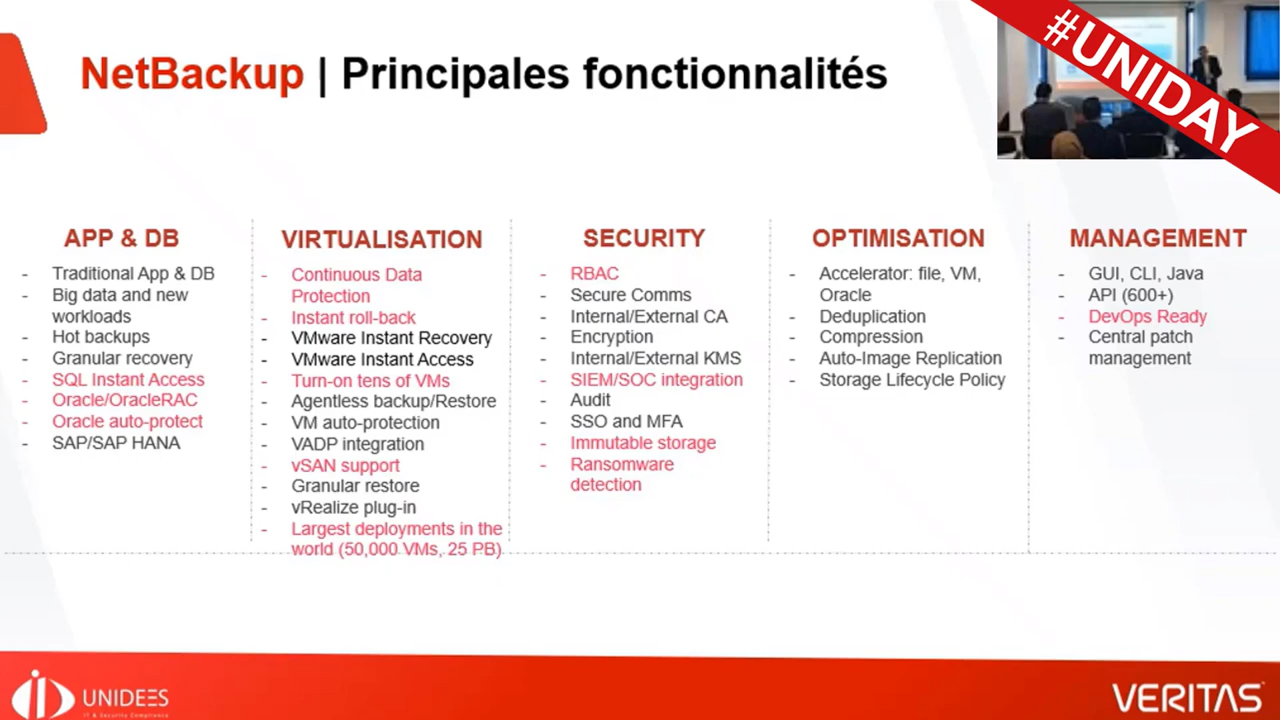 NetBackup | Principales fonctionnalités
#UNIDAY
APP & DB
- Traditional App & DB
- Big data and new
workloads
- Hot backups
- Granular recovery
- SQL Instant Access
- Oracle/OracleRAC
- Oracle auto-protect
- SAP/SAP HANA
VIRTUALISATION
- Continuous Data
Protection
- Instant roll-back
- VMware Instant Recovery
- VMware Instant Access
- Turn-on tens of VMs
- Agentless backup/Restore
- VM auto-protection
- VADP integration
- vSAN support
- Granular restore
- vRealize plug-in
- Largest deployments in the
world (50,000 VMs, 25 PB)
SECURITY
- RBAC
- Secure Comms
- Internal/External CA
- Encryption
- Internal/External KMS
- SIEM/SOC integration
- Audit
- SSO and MFA
- Immutable storage
- Ransomware
detection
OPTIMISATION
- Accelerator: file, VM,
Oracle
- Deduplication
- Compression
- Auto-Image Replication
- Storage Lifecycle Policy
MANAGEMENT
- GUI, CLI, Java
- API (600+)
- DevOps Ready
- Central patch
management
UNIDEES
IT & Security Compliance
VERITAS